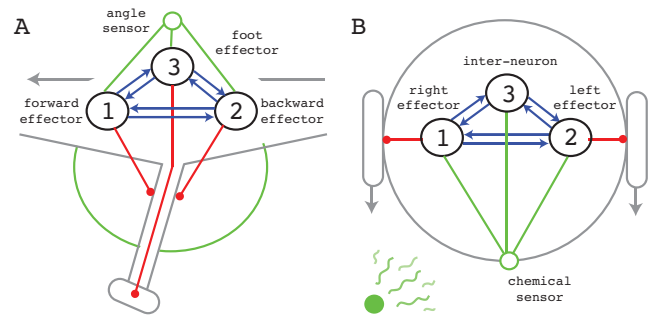 A
angle
sensor
foot
effector
3
forward
effector
1
2
backward
effector
B
inter-neuron
right
effector
3
left
effector
1
2
chemical
sensor